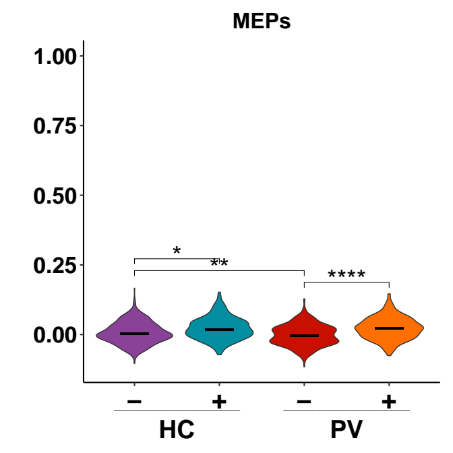 MEPs
1.00
0.75
0.50
0.25
0.00
*
**
****
− + − +
HC PV